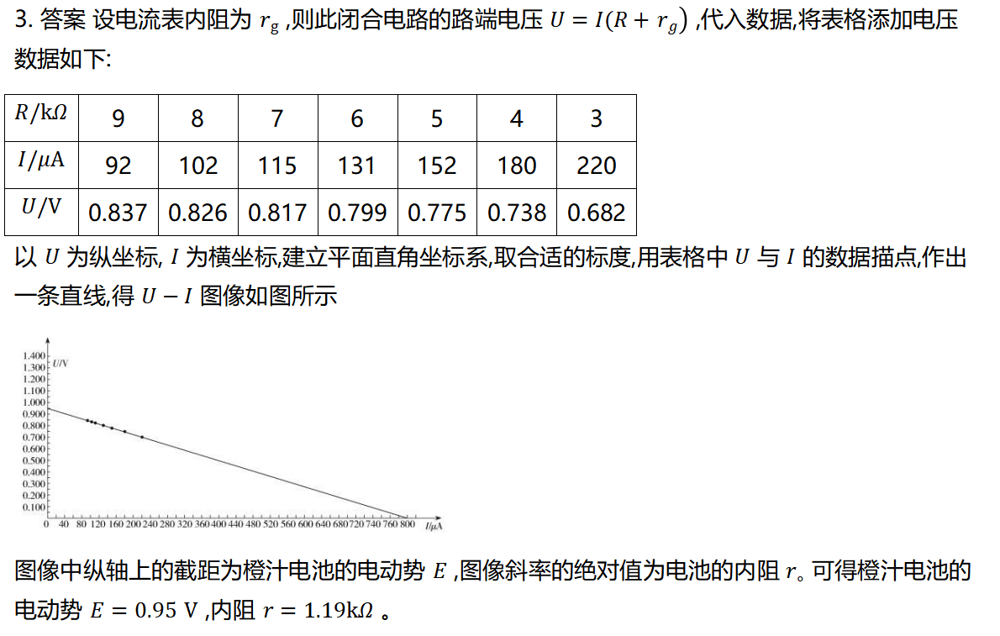 3. 答案 设电流表内阻为 r_g ,则此闭合电路的路端电压 U = I(R + r_g) ,代入数据,将表格添加电压
数据如下:
R/kΩ 9 8 7 6 5 4 3
I/μA 92 102 115 131 152 180 220
U/V 0.837 0.826 0.817 0.799 0.775 0.738 0.682
以 U 为纵坐标, I 为横坐标,建立平面直角坐标系,取合适的标度,用表格中 U 与 I 的数据描点,作出
一条直线,得 U − I 图像如图所示
U/V
1.400
1.300
1.200
1.100
1.000
0.900
0.800
0.700
0.600
0.500
0.400
0.300
0.200
0.100
0 40 80 120 160 200 240 280 320 360 400 440 480 520 560 600 640 680 720 740 760 800 I/μA
图像中纵轴上的截距为橙汁电池的电动势 E ,图像斜率的绝对值为电池的内阻 r。可得橙汁电池的
电动势 E = 0.95 V ,内阻 r = 1.19kΩ 。